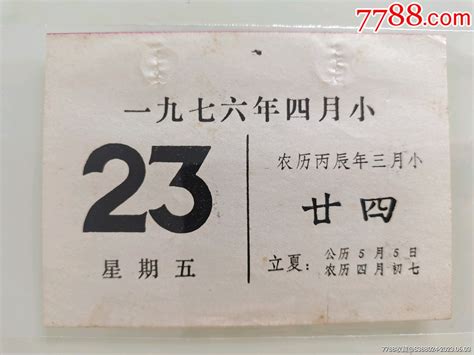 7788.com
一九七六年四月小
23
星期五
农历丙辰年三月小
廿四
立夏：公历5月5日
农历四月初七